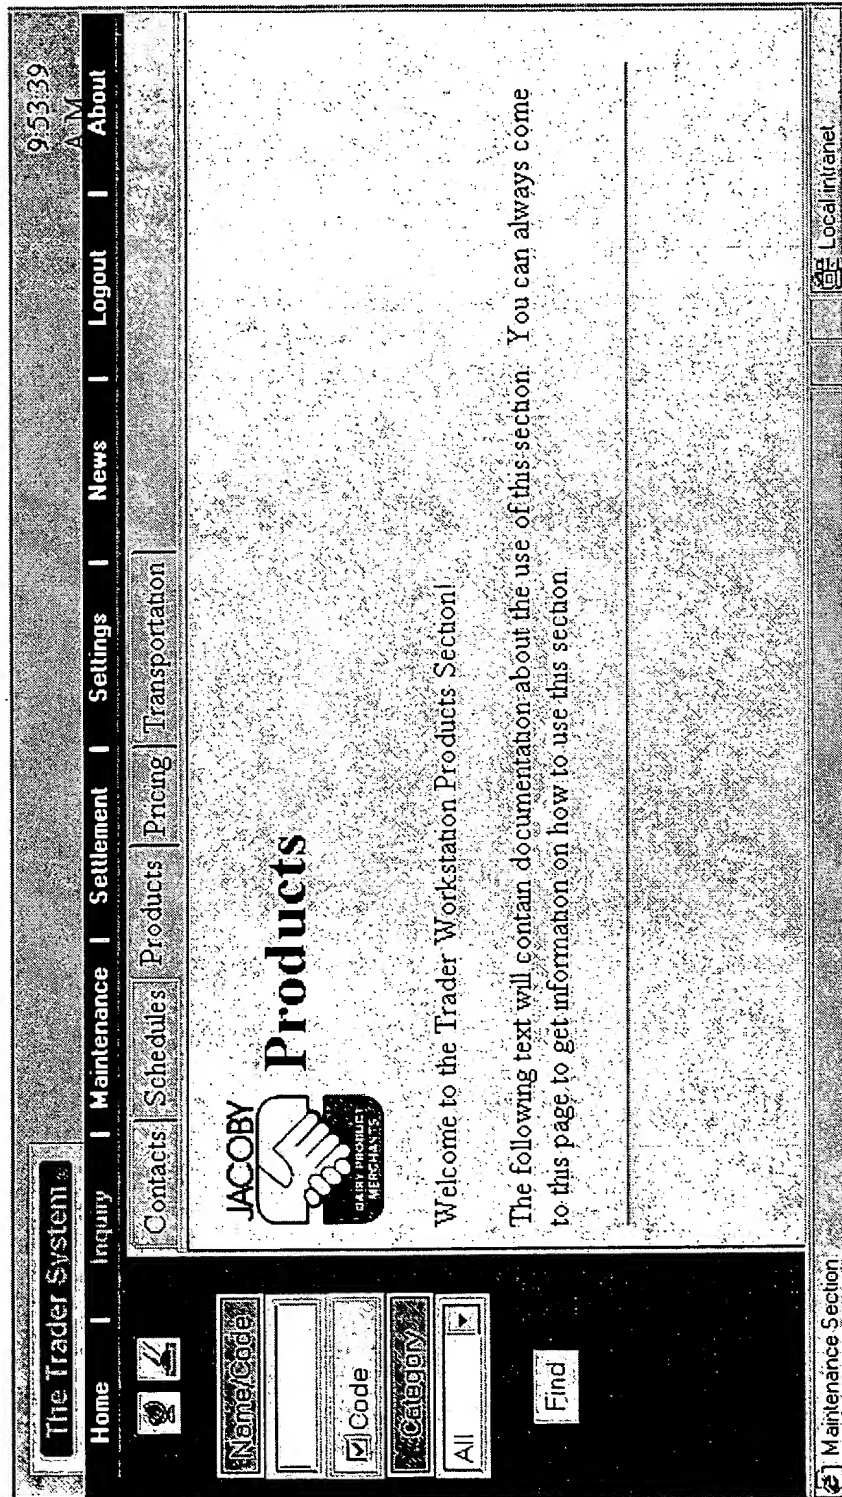 The Trader System
9:53:39
A M
Home | Inquiry | Maintenance | Settlement | Settings | News | Logout | About
Contacts Schedules Products Pricing Transportation
Name/Code
Code
Category
All
Find
JACOBY
DAIRY PRODUCT
MERCHANTS
Products
Welcome to the Trader Workstation Products Section!
The following text will contain documentation about the use of this section. You can always come
to this page to get information on how to use this section.
Maintenance Section
Local intranet